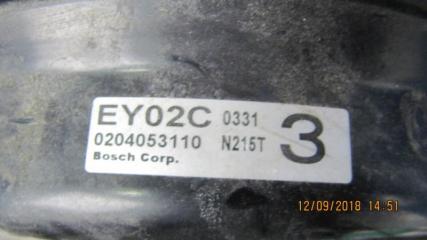 EY02C 0331
0204053110 N215T 3
Bosch Corp.
12/09/2018 14:51